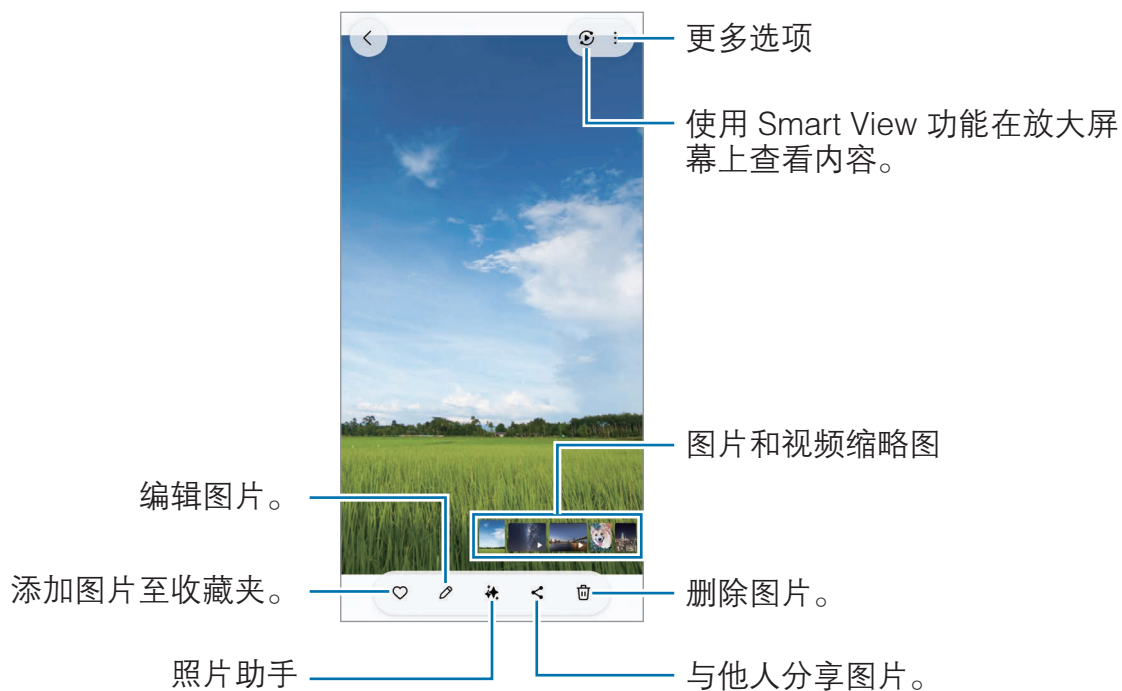 更多选项
使用 Smart View 功能在放大屏
幕上查看内容。
图片和视频缩略图
编辑图片。
添加图片至收藏夹。
删除图片。
照片助手
与他人分享图片。